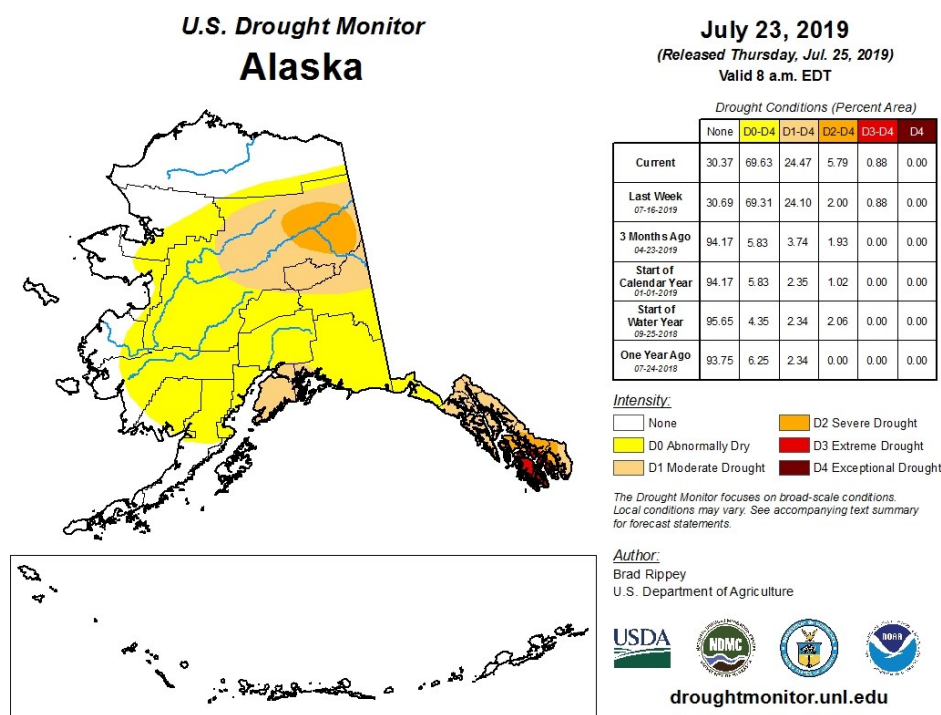 U.S. Drought Monitor
Alaska
July 23, 2019
(Released Thursday, Jul. 25, 2019)
Valid 8 a.m. EDT
Drought Conditions (Percent Area)
None D0-D4 D1-D4 D2-D4 D3-D4 D4
Current 30.37 69.63 24.47 5.79 0.88 0.00
Last Week
07-16-2019 30.69 69.31 24.10 2.00 0.88 0.00
3 Months Ago
04-23-2019 94.17 5.83 3.74 1.93 0.00 0.00
Start of
Calendar Year
01-01-2019 94.17 5.83 2.35 1.02 0.00 0.00
Start of
Water Year
09-25-2018 95.65 4.35 2.34 2.06 0.00 0.00
One Year Ago
07-24-2018 93.75 6.25 2.34 0.00 0.00 0.00
Intensity:
None
D0 Abnormally Dry
D1 Moderate Drought
D2 Severe Drought
D3 Extreme Drought
D4 Exceptional Drought
The Drought Monitor focuses on broad-scale conditions.
Local conditions may vary. See accompanying text summary
for forecast statements.
Author:
Brad Rippey
U.S. Department of Agriculture
USDA
NDMC
NOAA
droughtmonitor.unl.edu